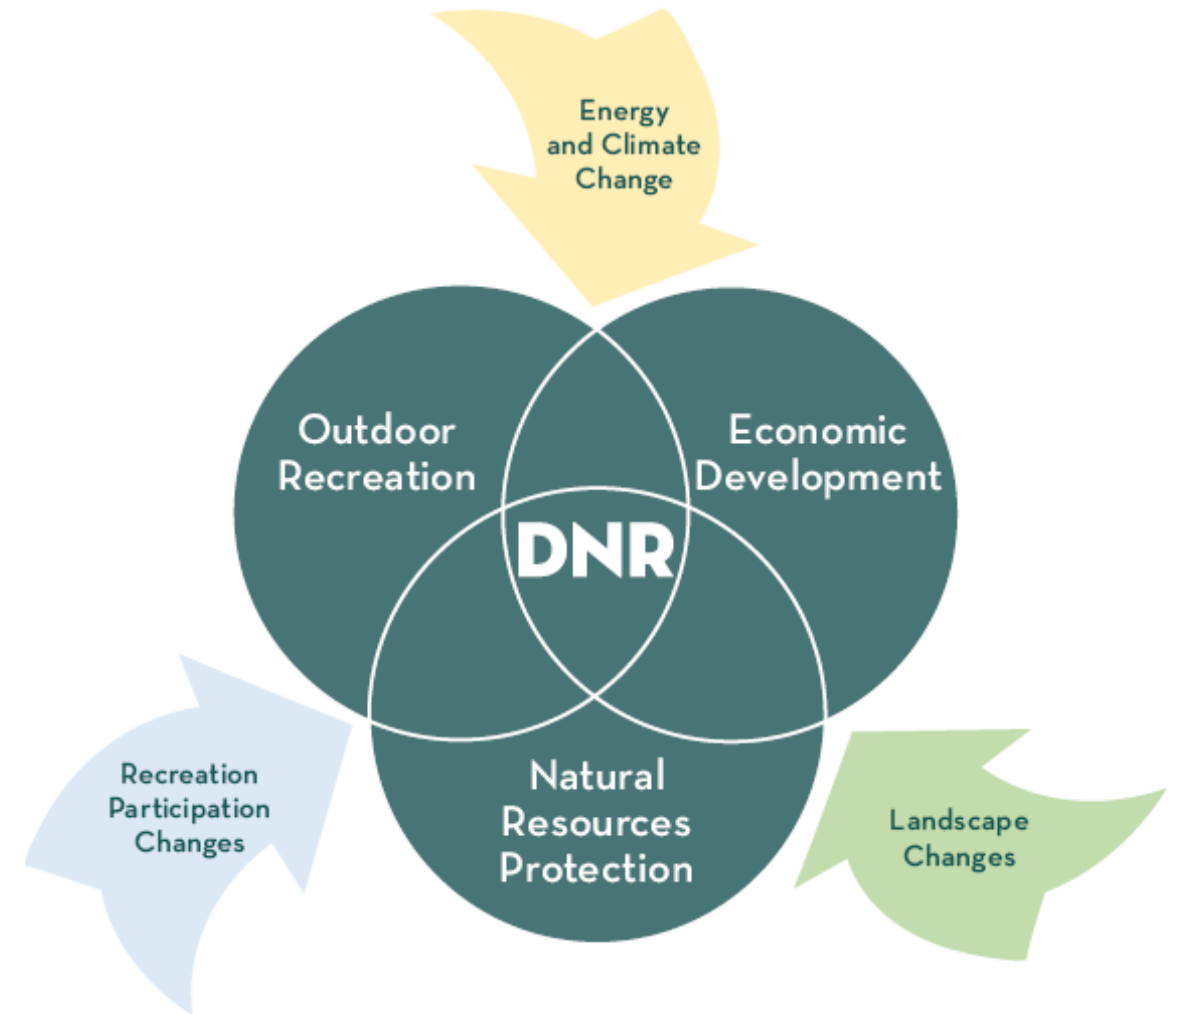 Energy
and Climate
Change
Outdoor
Recreation
Economic
Development
DNR
Natural
Resources
Protection
Recreation
Participation
Changes
Landscape
Changes